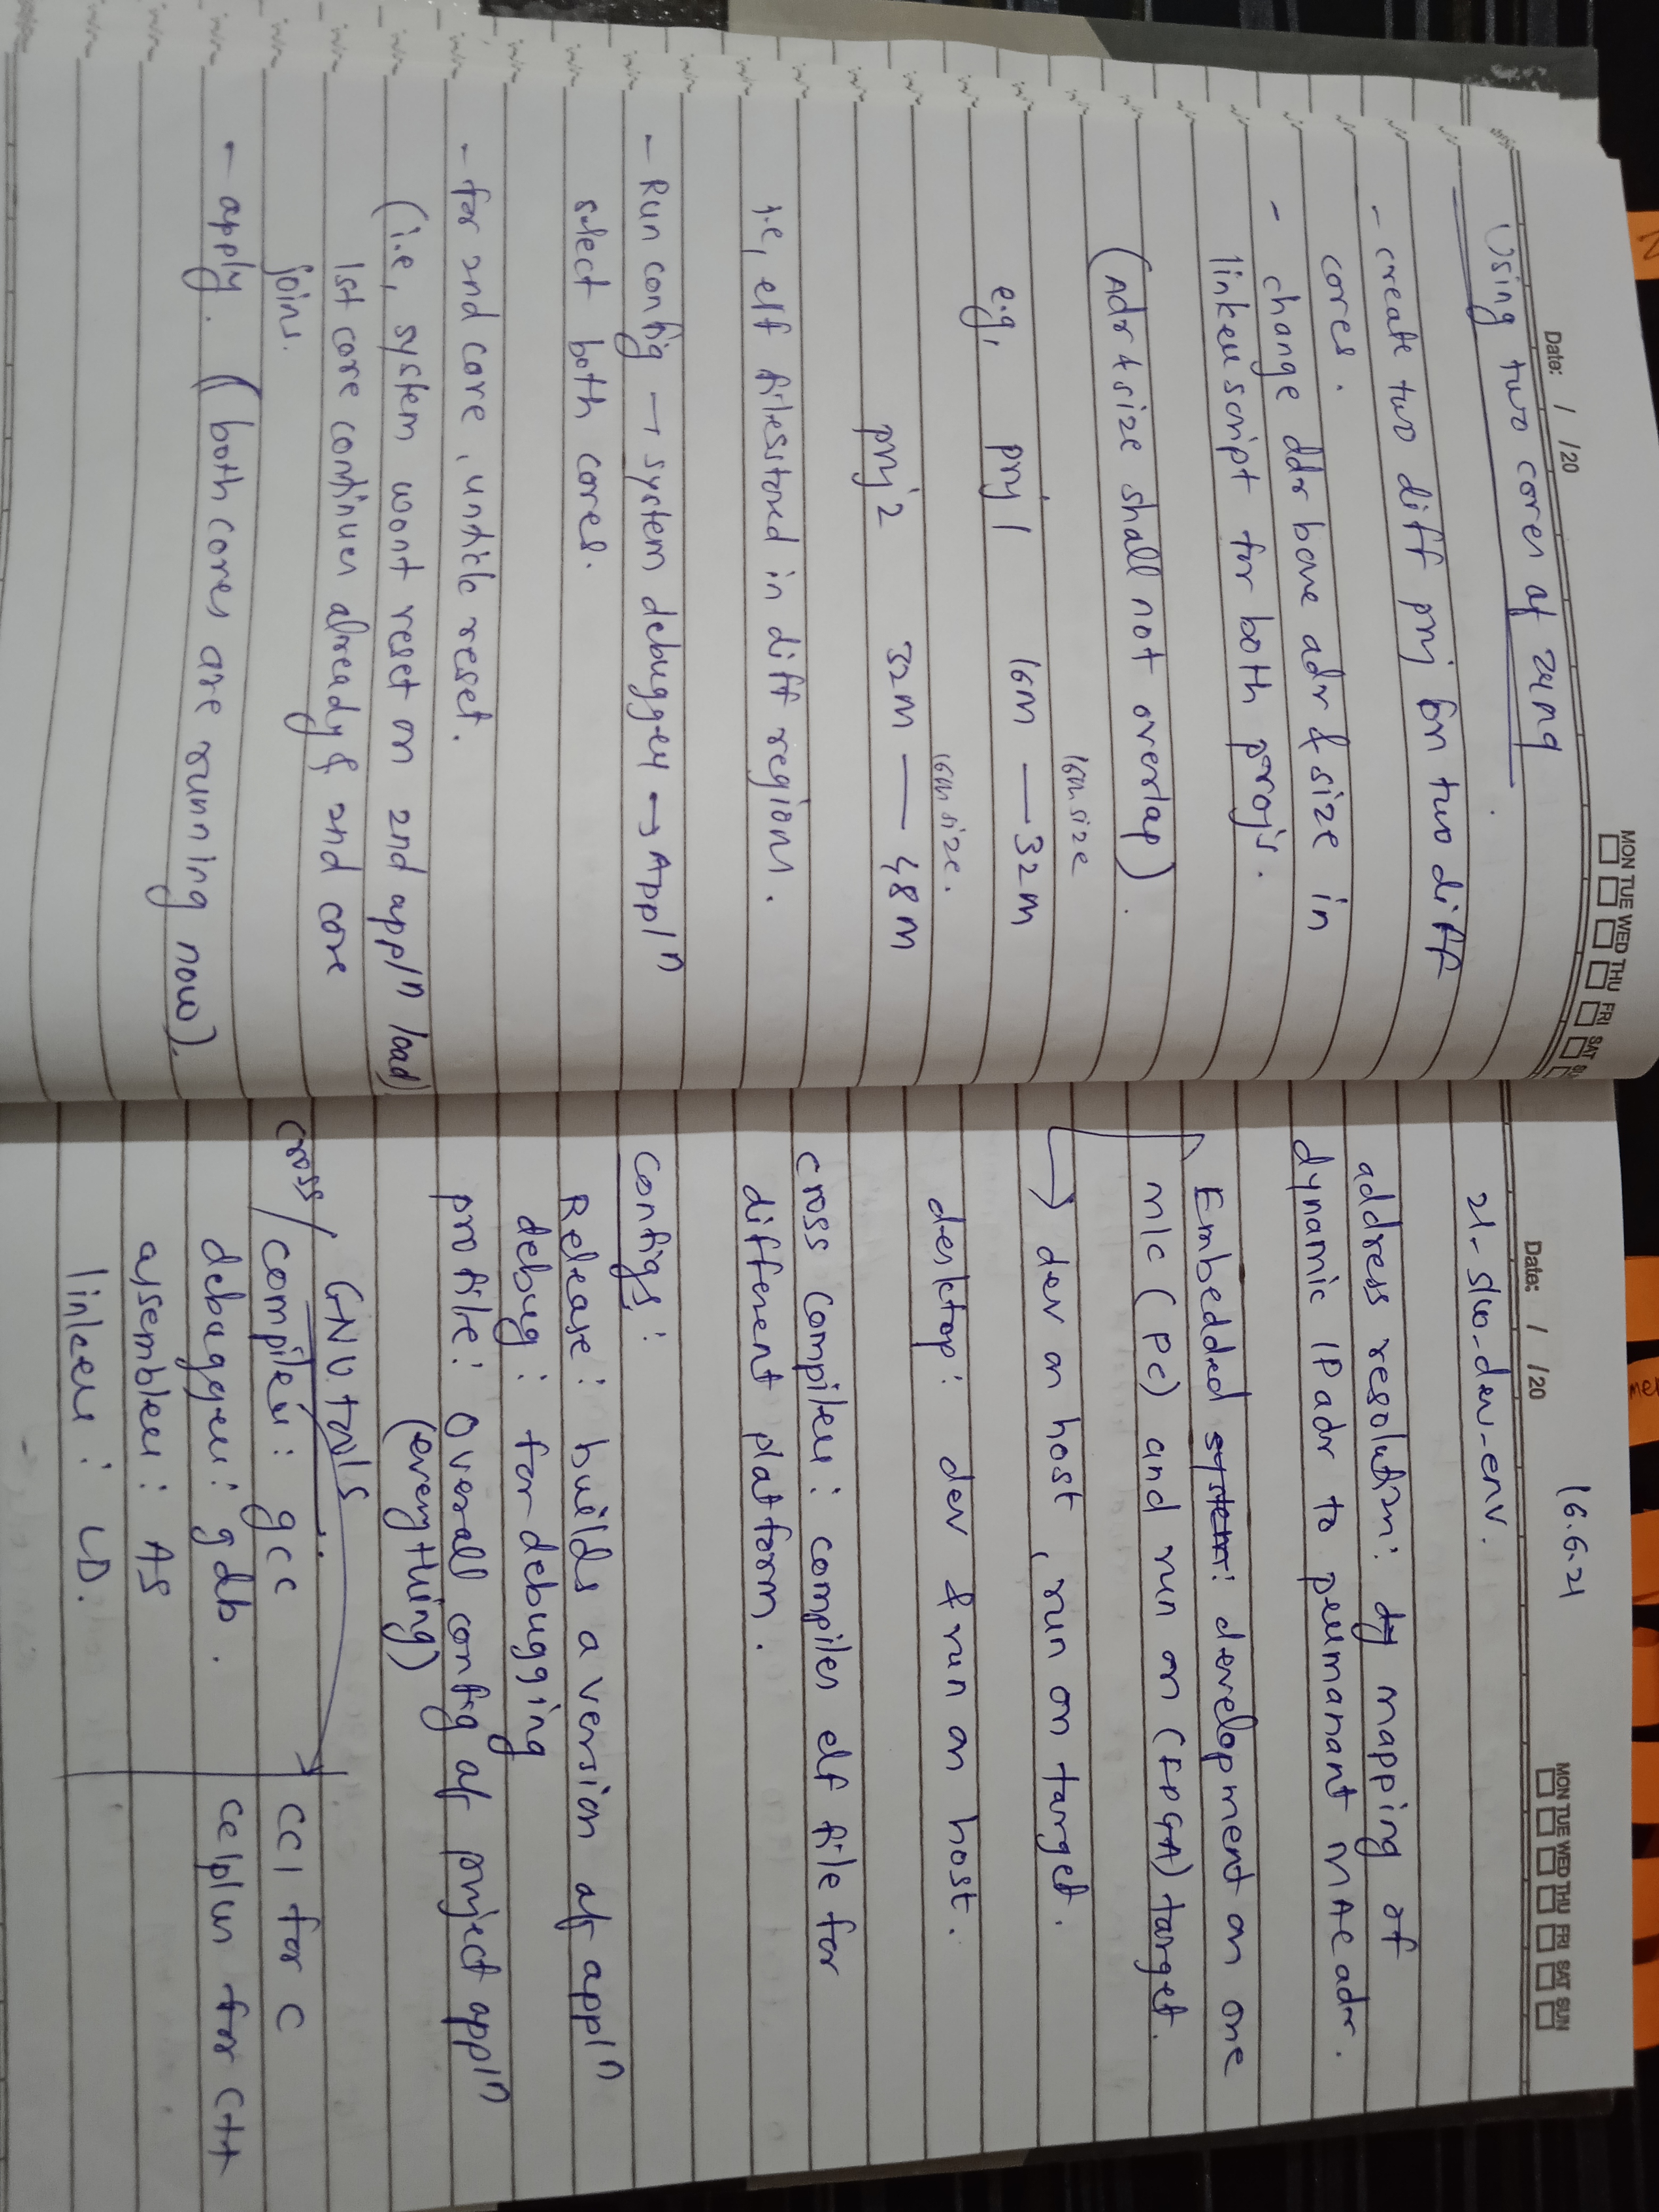 Date: / /20
MON TUE WED THU FRI SAT
Using two cores of zynq
- create two diff prj for two diff
cores.
- change ddr base adr & size in
linker script for both proj's.
(Adr & size shall not overlap).
16m size
e.g, prj 1 16m — 32m
16m size.
prj 2 32m — 48m
i.e, elf files stored in diff regions.
- Run config → system debugger → Appl^n
select both cores.
- for 2nd core, untick reset.
(i.e, system wont reset on 2nd appl^n load)
1st core continues already & 2nd core
joins.
- apply. (both cores are running now).
16.6.21
Date: / /20
MON TUE WED THU FRI SAT SUN
21- s/w-dev-env.
address resolution: dy mapping of
dynamic IP adr to permanant MAC adr.
Embedded system: development on one
m/c (PC) and run on (FPGA) target.
→ dev on host, run on target.
desktop: dev & run on host.
cross compiler: compiles elf file for
different platform.
Configs:
Release: builds a version of appl^n
debug: for debugging
profile: overall config of project appl^n
(everything)
GNU tools
cross/compiler: gcc → cc1 for C
debugger: gdb. ce plus for C++
assembler: AS
linker: LD.